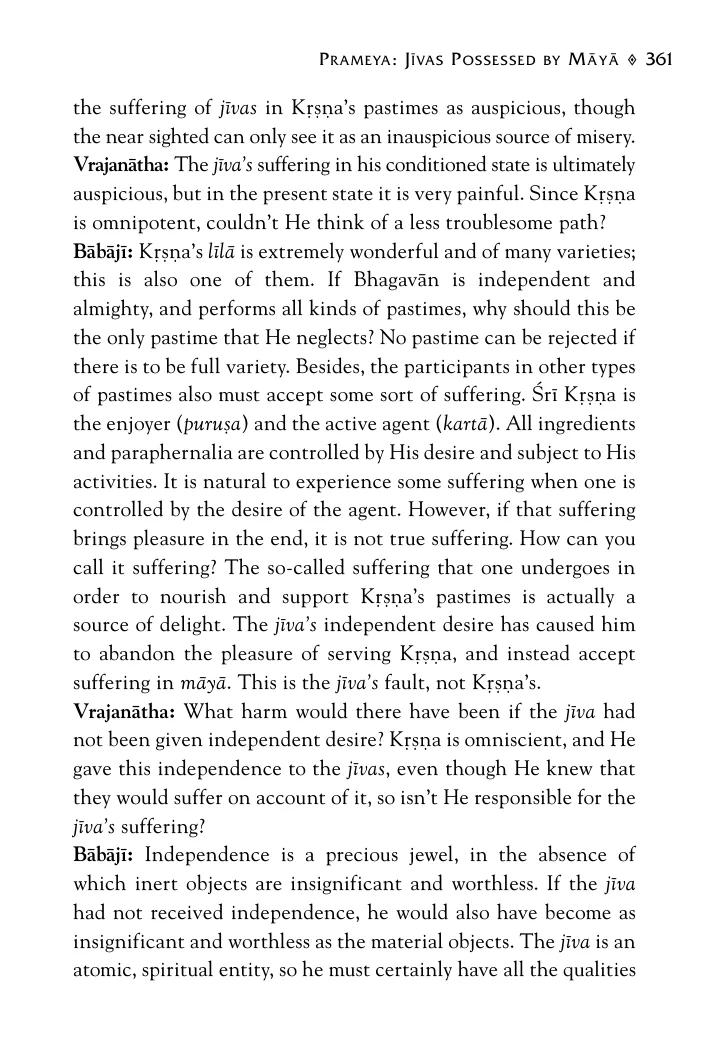 Prameya: Jīvas Possessed by Māyā ◈ 361
the suffering of jīvas in Kṛṣṇa's pastimes as auspicious, though
the near sighted can only see it as an inauspicious source of misery.
Vrajanātha: The jīva's suffering in his conditioned state is ultimately
auspicious, but in the present state it is very painful. Since Kṛṣṇa
is omnipotent, couldn't He think of a less troublesome path?
Bābājī: Kṛṣṇa's līlā is extremely wonderful and of many varieties;
this is also one of them. If Bhagavān is independent and
almighty, and performs all kinds of pastimes, why should this be
the only pastime that He neglects? No pastime can be rejected if
there is to be full variety. Besides, the participants in other types
of pastimes also must accept some sort of suffering. Śrī Kṛṣṇa is
the enjoyer (puruṣa) and the active agent (kartā). All ingredients
and paraphernalia are controlled by His desire and subject to His
activities. It is natural to experience some suffering when one is
controlled by the desire of the agent. However, if that suffering
brings pleasure in the end, it is not true suffering. How can you
call it suffering? The so-called suffering that one undergoes in
order to nourish and support Kṛṣṇa's pastimes is actually a
source of delight. The jīva's independent desire has caused him
to abandon the pleasure of serving Kṛṣṇa, and instead accept
suffering in māyā. This is the jīva's fault, not Kṛṣṇa's.
Vrajanātha: What harm would there have been if the jīva had
not been given independent desire? Kṛṣṇa is omniscient, and He
gave this independence to the jīvas, even though He knew that
they would suffer on account of it, so isn't He responsible for the
jīva's suffering?
Bābājī: Independence is a precious jewel, in the absence of
which inert objects are insignificant and worthless. If the jīva
had not received independence, he would also have become as
insignificant and worthless as the material objects. The jīva is an
atomic, spiritual entity, so he must certainly have all the qualities